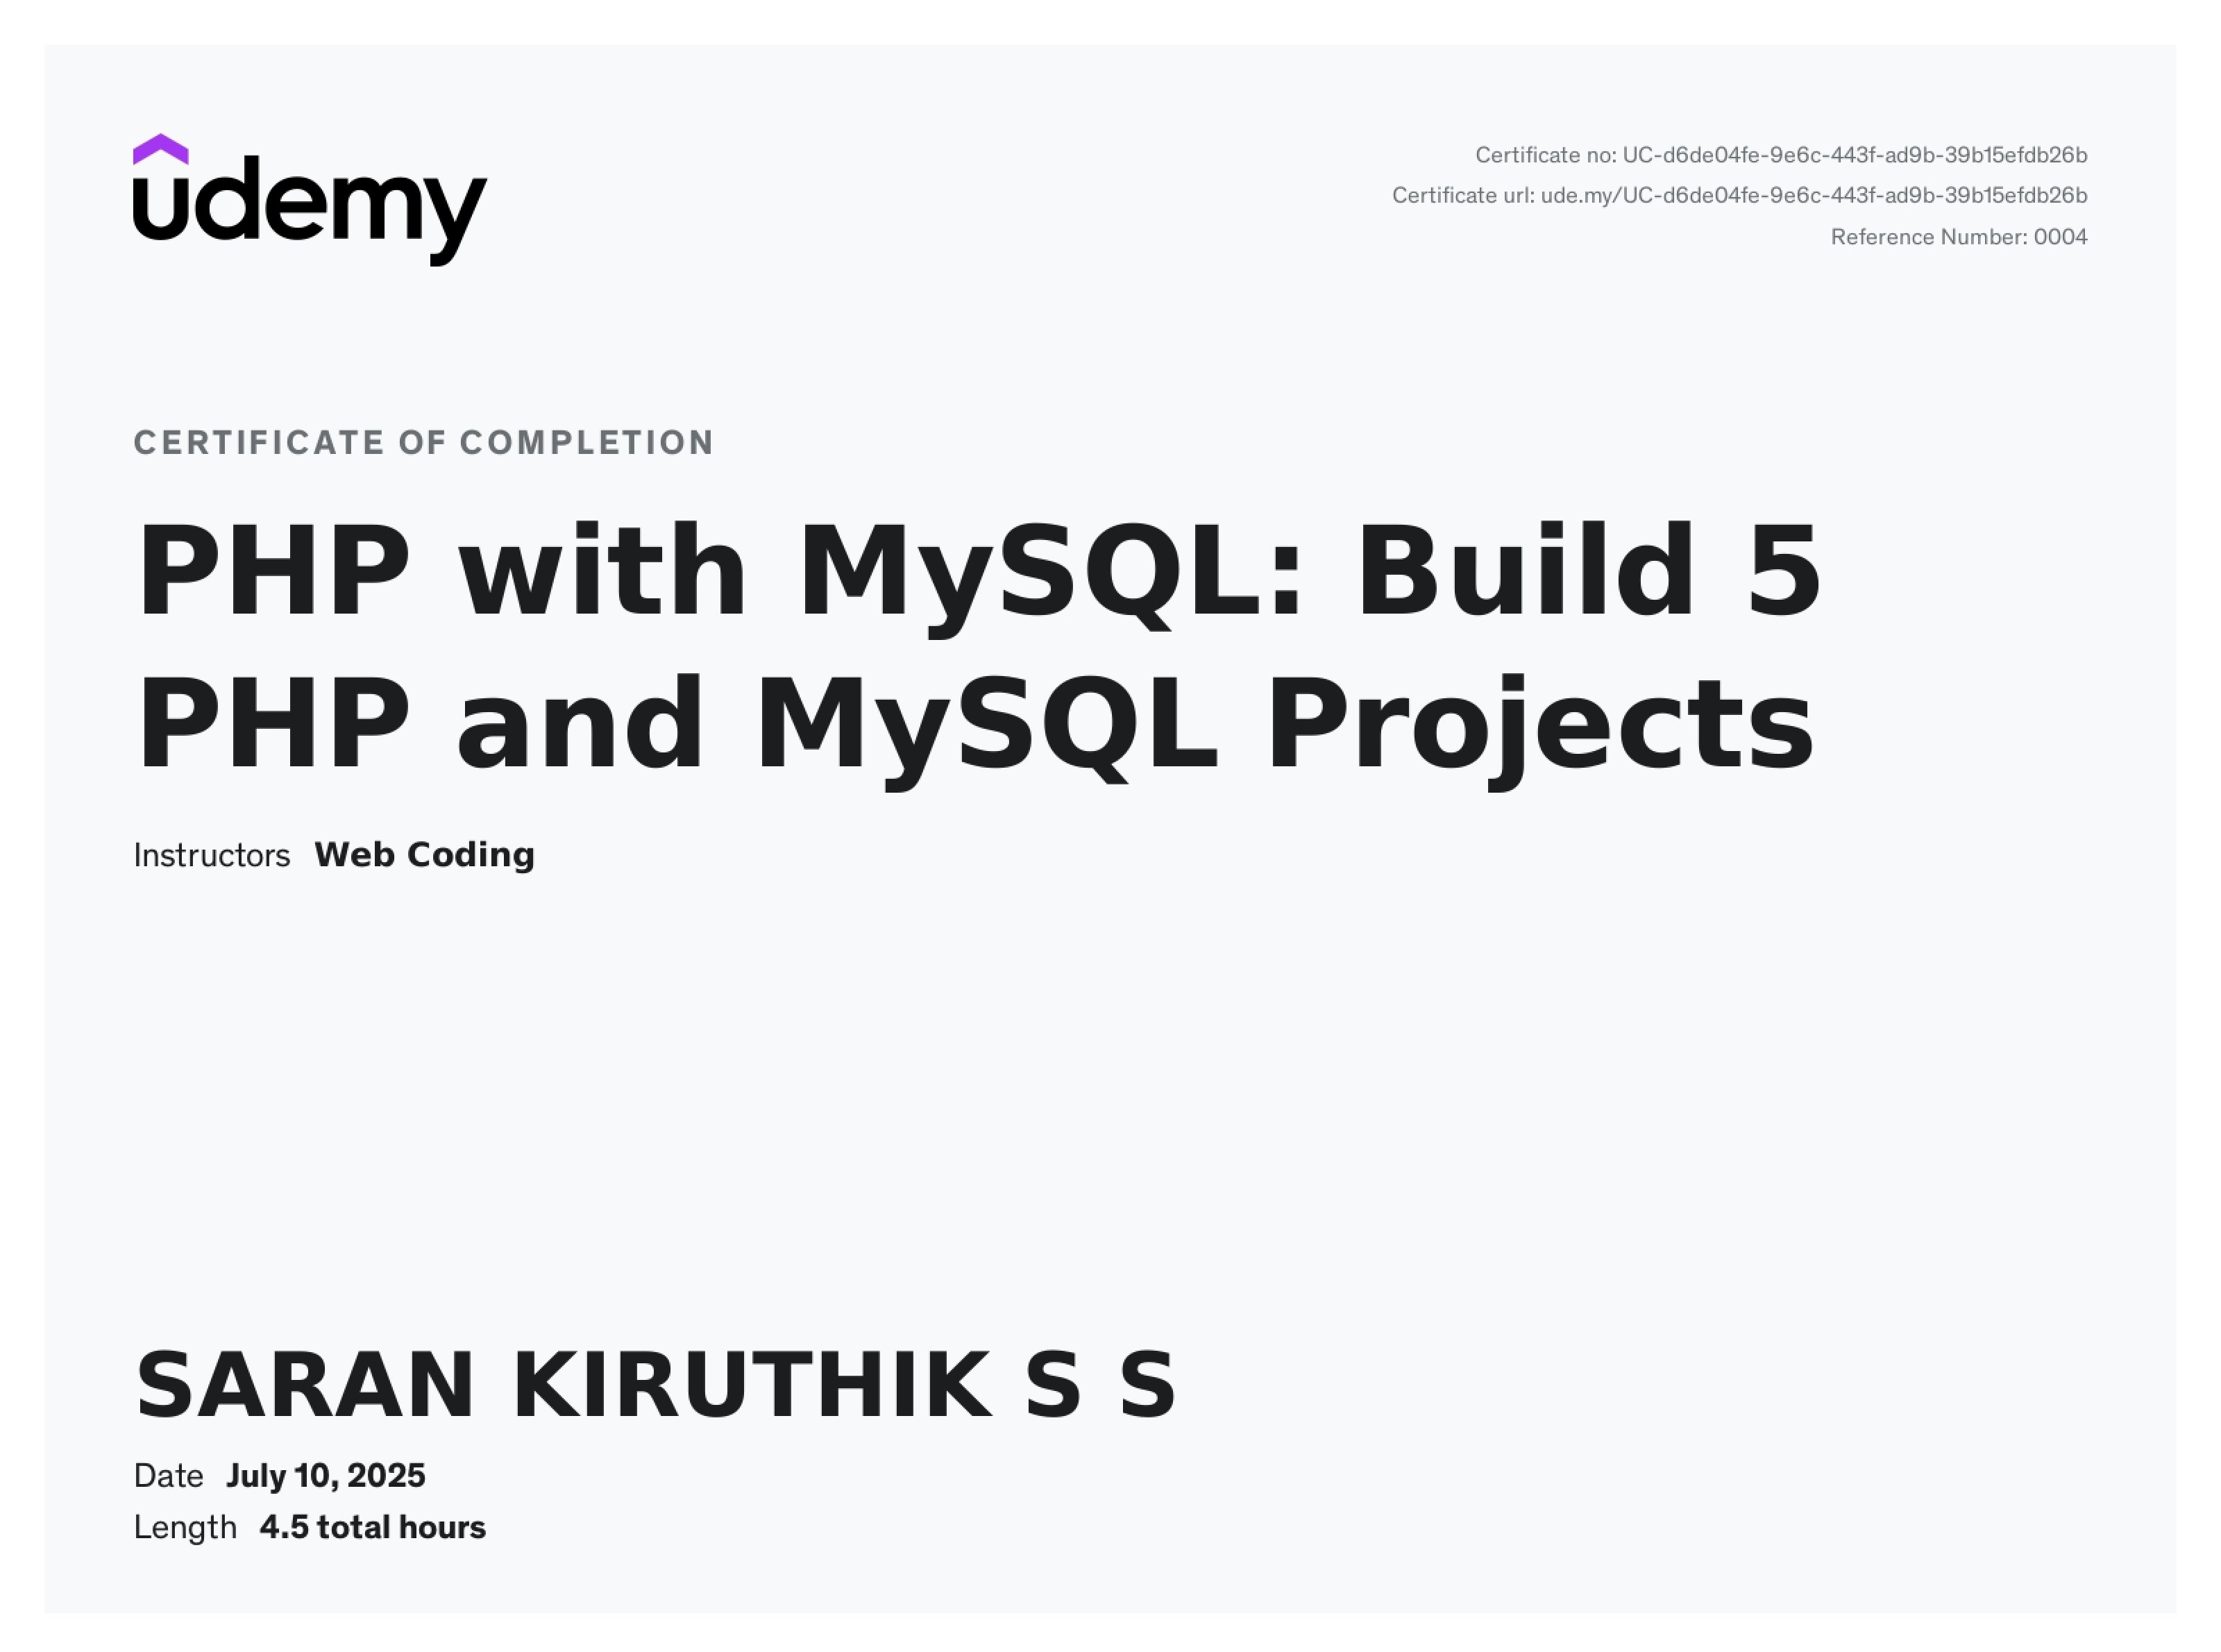 udemy
Certificate no: UC-d6de04fe-9e6c-443f-ad9b-39b15efdb26b
Certificate url: ude.my/UC-d6de04fe-9e6c-443f-ad9b-39b15efdb26b
Reference Number: 0004
CERTIFICATE OF COMPLETION
PHP with MySQL: Build 5
PHP and MySQL Projects
Instructors Web Coding
SARAN KIRUTHIK S S
Date July 10, 2025
Length 4.5 total hours